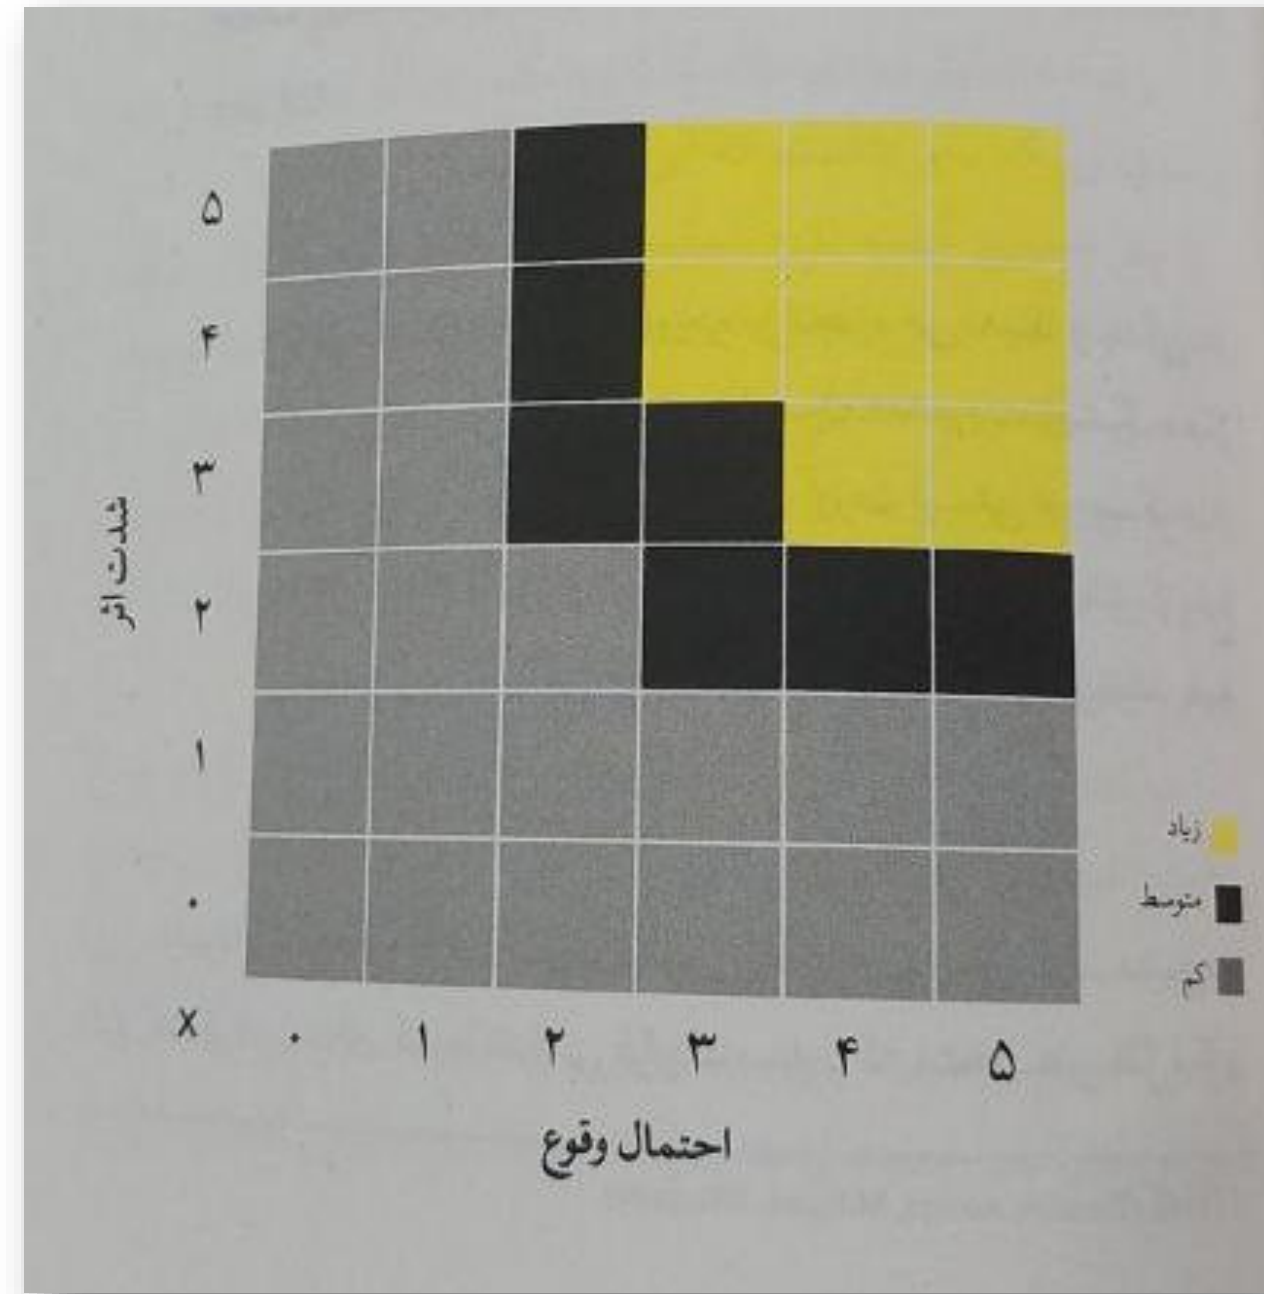 ۵
۴
۳
شدت اثر
۲
۱
۰
زیاد
متوسط
کم
X ۰ ۱ ۲ ۳ ۴ ۵
احتمال وقوع